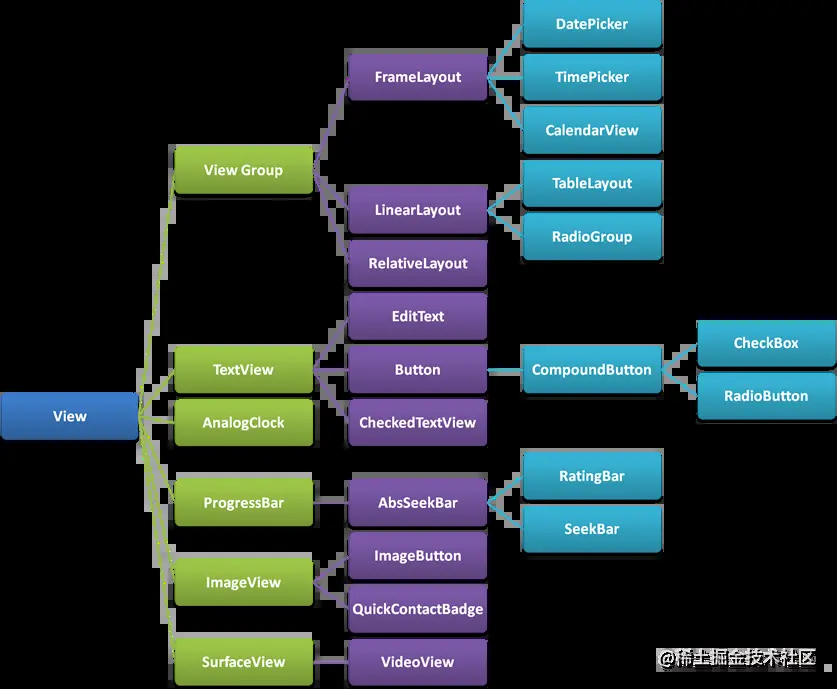 DatePicker
FrameLayout
TimePicker
CalendarView
View Group
TableLayout
LinearLayout
RadioGroup
RelativeLayout
EditText
CheckBox
TextView
Button
CompoundButton
RadioButton
View
AnalogClock
CheckedTextView
RatingBar
ProgressBar
AbsSeekBar
SeekBar
ImageButton
ImageView
QuickContactBadge
SurfaceView
VideoView
@稀土掘金技术社区